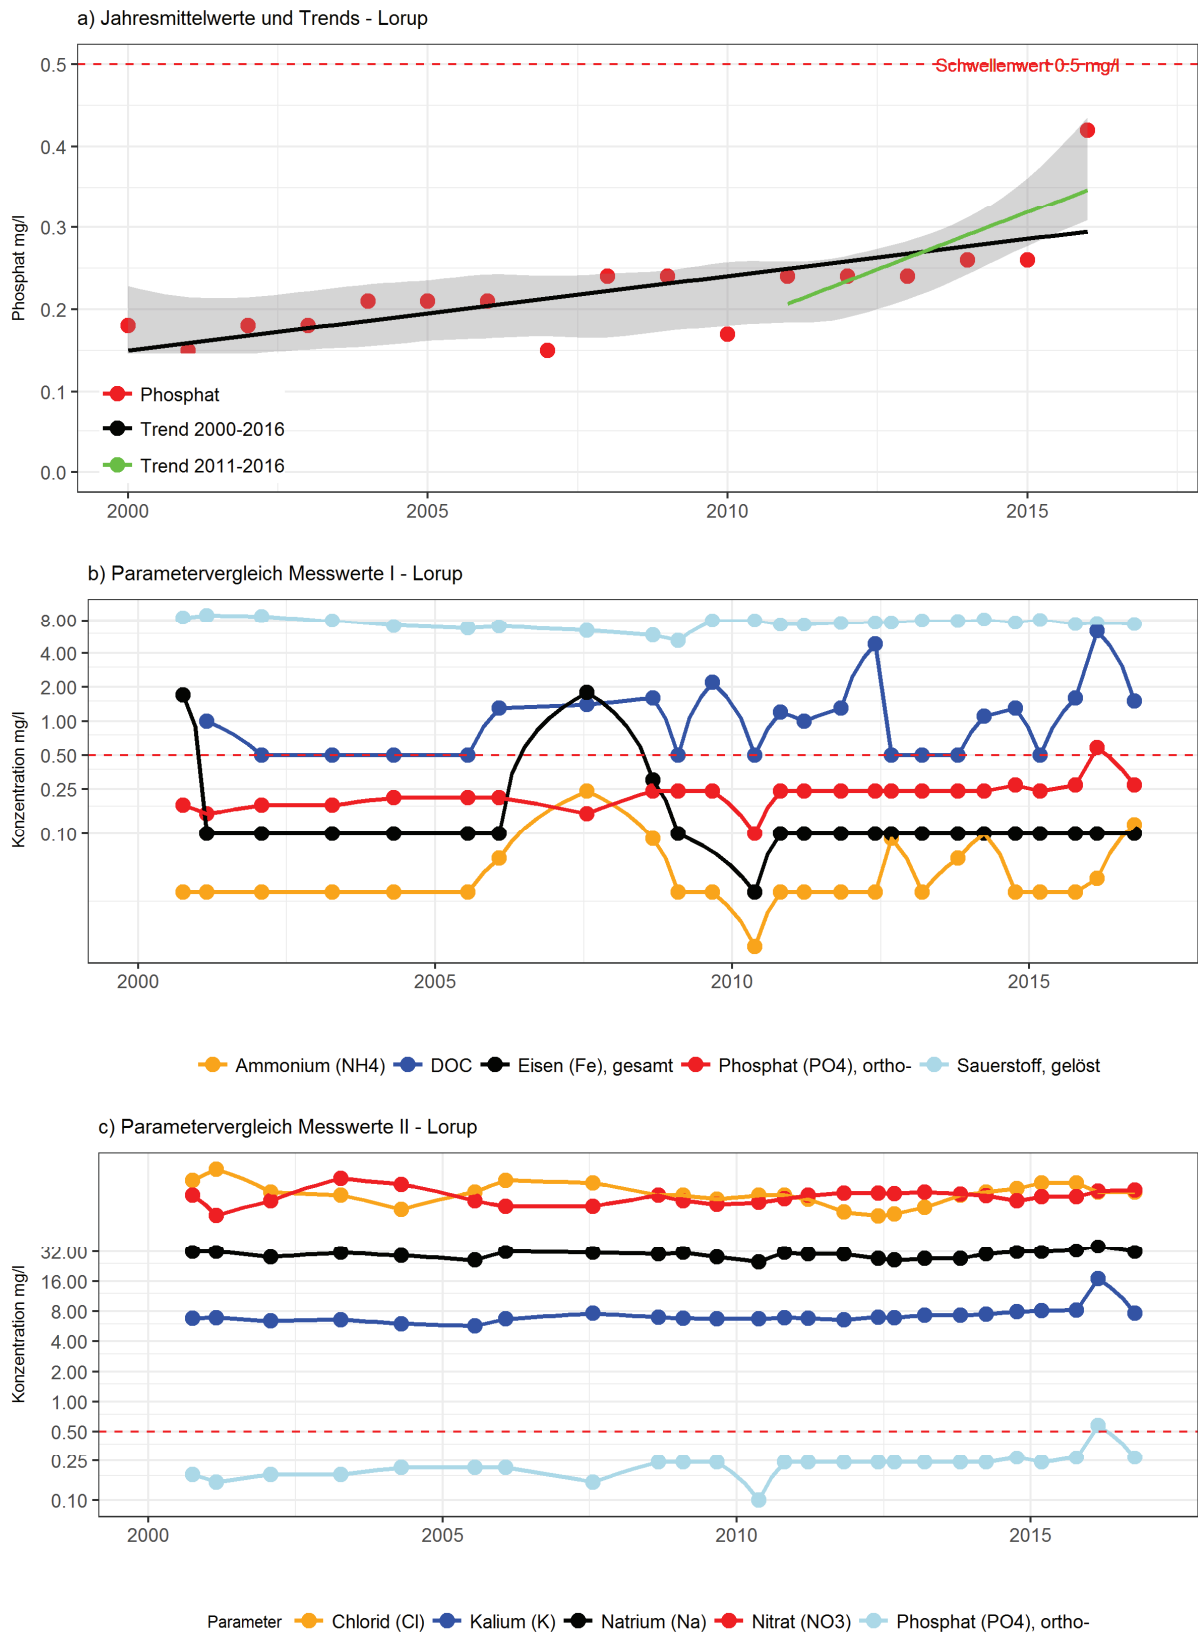 a) Jahresmittelwerte und Trends - Lorup
Phosphat mg/l
0.5
0.4
0.3
0.2
0.1
0.0
Schwellenwert 0.5 mg/l
Phosphat
Trend 2000-2016
Trend 2011-2016
2000 2005 2010 2015
b) Parametervergleich Messwerte I - Lorup
Konzentration mg/l
8.00
4.00
2.00
1.00
0.50
0.25
0.10
2000 2005 2010 2015
Ammonium (NH4) DOC Eisen (Fe), gesamt Phosphat (PO4), ortho- Sauerstoff, gelöst
c) Parametervergleich Messwerte II - Lorup
Konzentration mg/l
32.00
16.00
8.00
4.00
2.00
1.00
0.50
0.25
0.10
2000 2005 2010 2015
Parameter Chlorid (Cl) Kalium (K) Natrium (Na) Nitrat (NO3) Phosphat (PO4), ortho-